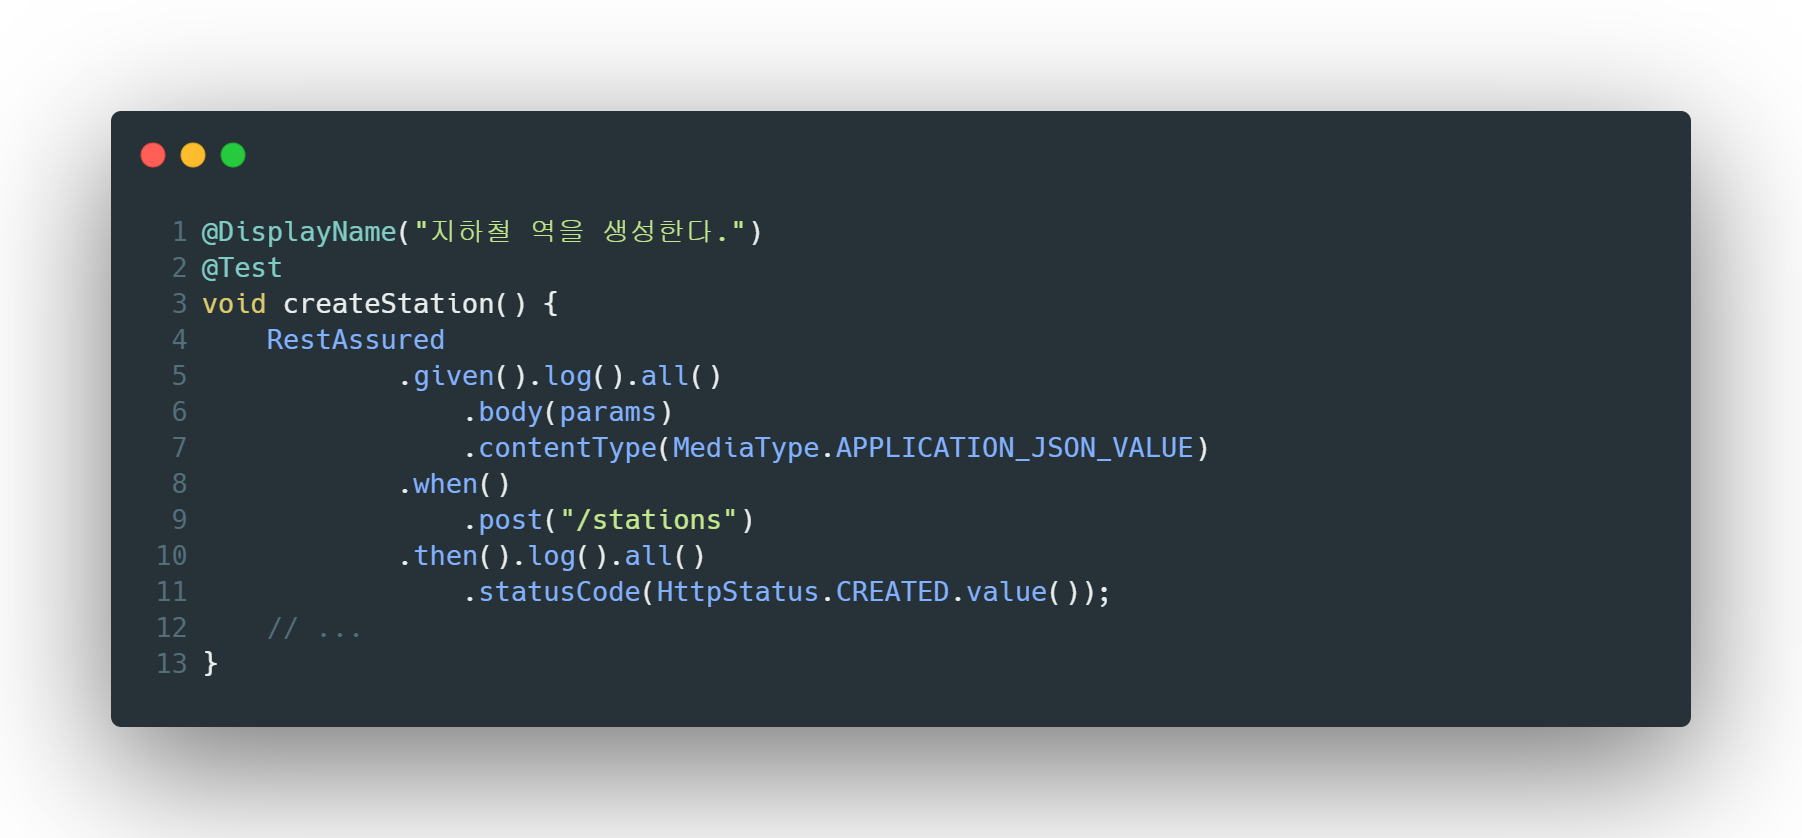 1 @DisplayName("지하철 역을 생성한다.")
2 @Test
3 void createStation() {
4     RestAssured
5             .given().log().all()
6                 .body(params)
7                 .contentType(MediaType.APPLICATION_JSON_VALUE)
8             .when()
9                 .post("/stations")
10             .then().log().all()
11                 .statusCode(HttpStatus.CREATED.value());
12     // ...
13 }